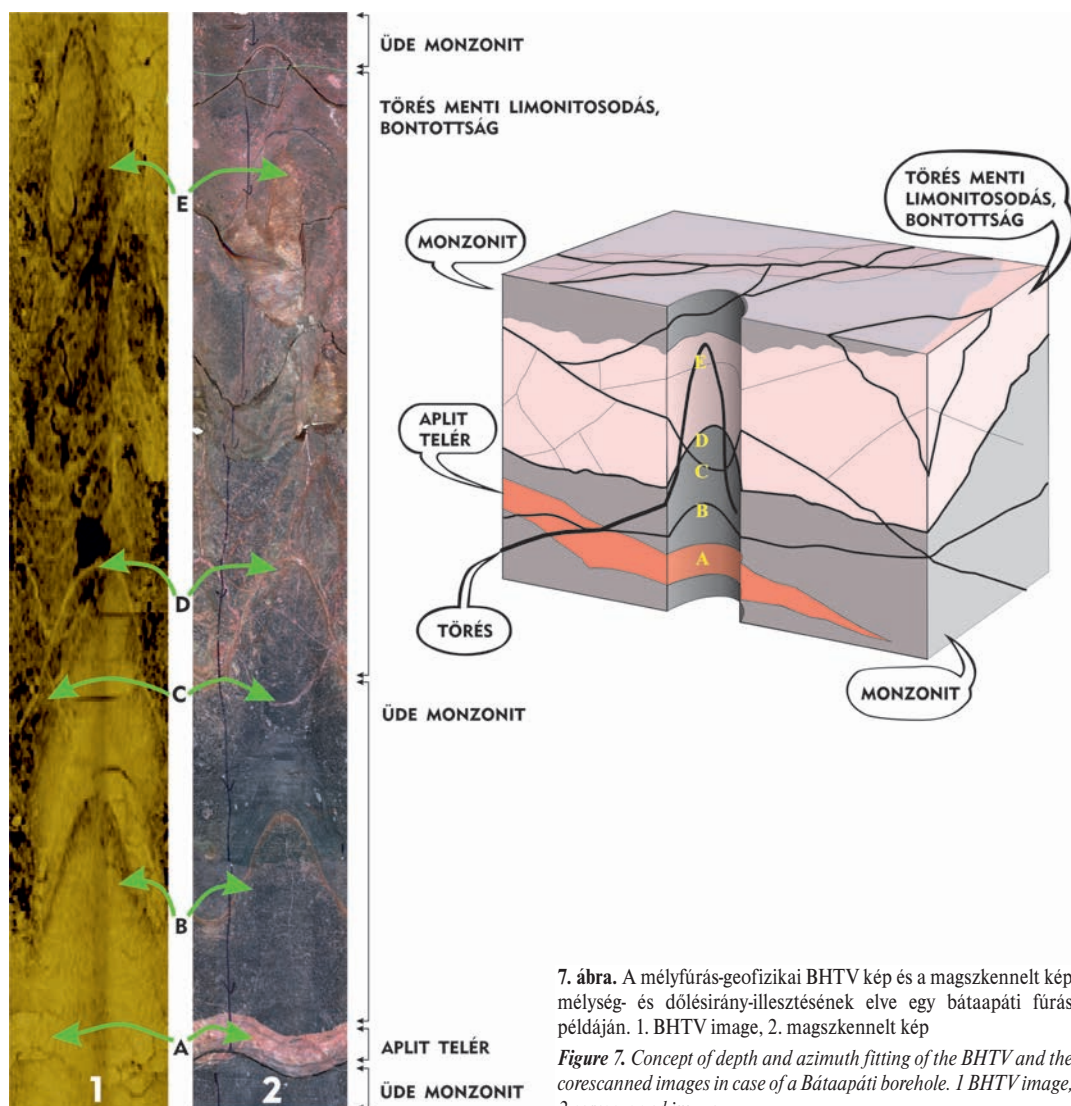 ÜDE MONZONIT
TÖRÉS MENTI LIMONITOSODÁS,
BONTOTTSÁG
E
D
C
ÜDE MONZONIT
B
A
APLIT TELÉR
ÜDE MONZONIT
1
2
TÖRÉS MENTI
LIMONITOSODÁS,
BONTOTTSÁG
MONZONIT
APLIT
TELÉR
E
D
C
B
A
TÖRÉS
MONZONIT
7. ábra. A mélyfúrás-geofizikai BHTV kép és a magszkennelt kép
mélység- és dőlésirány-illesztésének elve egy bátaapáti fúrás
példáján. 1. BHTV image, 2. magszkennelt kép
Figure 7. Concept of depth and azimuth fitting of the BHTV and the
corescanned images in case of a Bátaapáti borehole. 1 BHTV image,